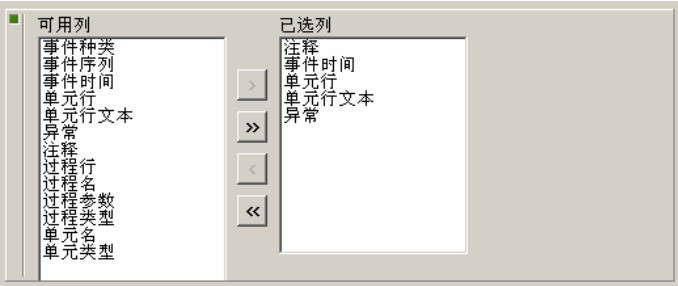 可用列
事件种类
事件序列
事件时间
单元行
单元行文本
异常
注释
过程行
过程名
过程参数
过程类型
单元名
单元类型
>
>>
<
<<
已选列
注释
事件时间
单元行
单元行文本
异常